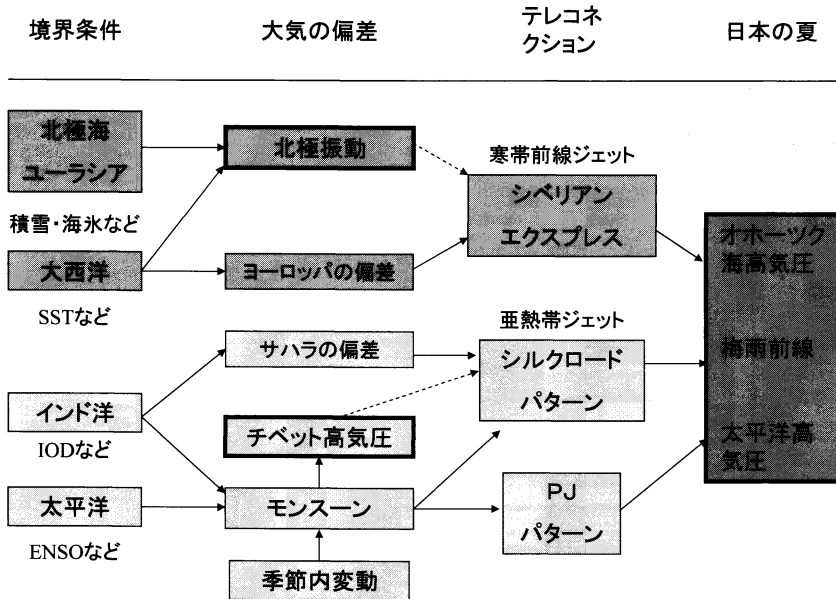 境界条件
大気の偏差
テレコネ
クション
日本の夏
北極海
ユーラシア
積雪・海氷など
大西洋
SSTなど
インド洋
IODなど
太平洋
ENSOなど
北極振動
ヨーロッパの偏差
サハラの偏差
チベット高気圧
モンスーン
季節内変動
寒帯前線ジェット
シベリアン
エクスプレス
亜熱帯ジェット
シルクロード
パターン
PJ
パターン
オホーツク
海高気圧
梅雨前線
太平洋高
気圧